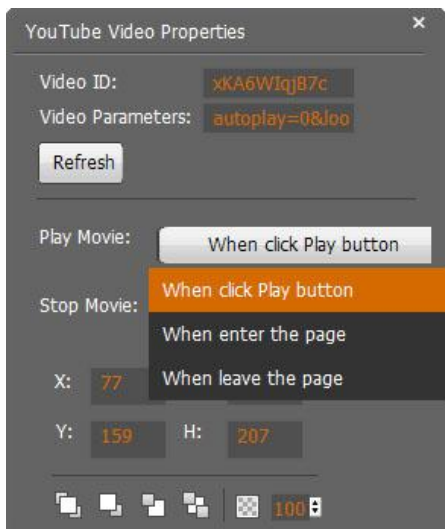 YouTube Video Properties ×
Video ID: xKA6WIqjB7c
Video Parameters: autoplay=0&loo
Refresh
Play Movie: When click Play button
When click Play button
Stop Movie:
When enter the page
When leave the page
X: 77
Y: 159 H: 207
100